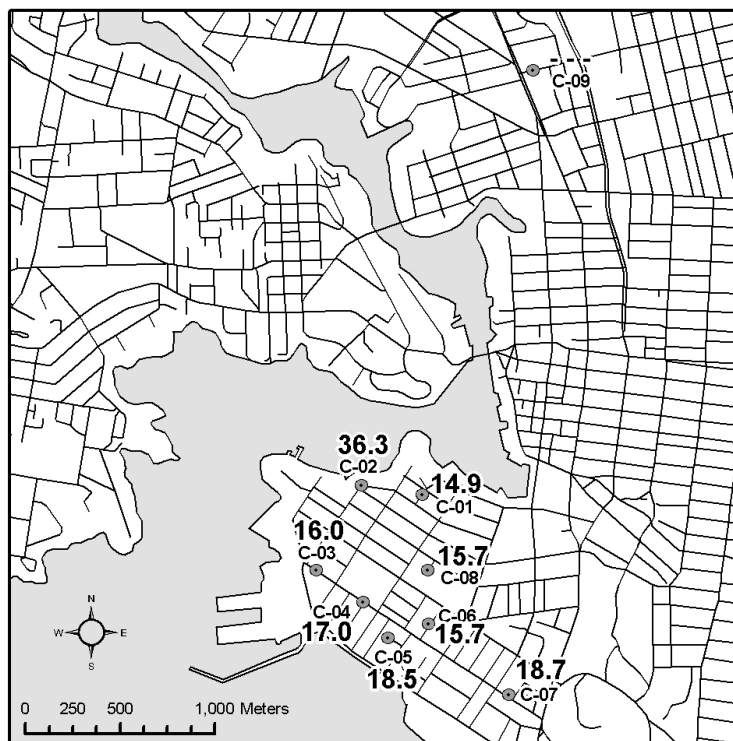 C-09
36.3
C-02
14.9
C-01
16.0
C-03
15.7
C-08
C-04
17.0
C-06
15.7
C-05
18.5
18.7
C-07
N
W E
S
0 250 500 1,000 Meters